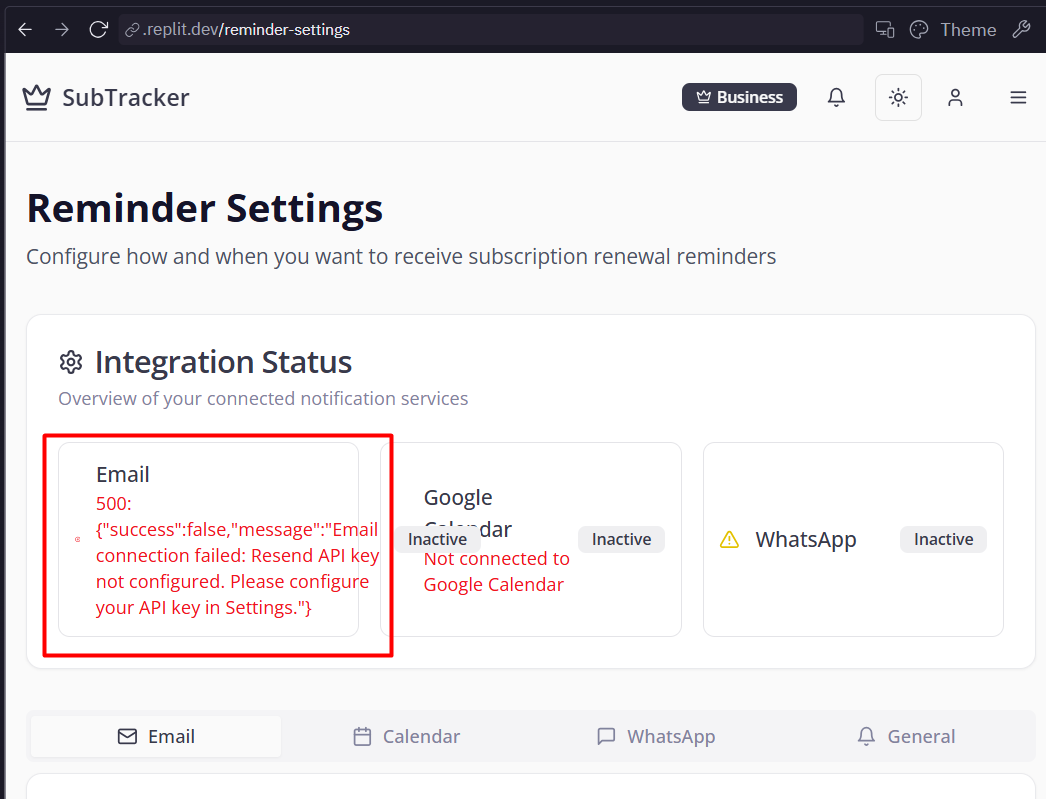 .replit.dev/reminder-settings
Theme
SubTracker
Business
Reminder Settings
Configure how and when you want to receive subscription renewal reminders
Integration Status
Overview of your connected notification services
Email
500:
{"success":false,"message":"Email
connection failed: Resend API key
not configured. Please configure
your API key in Settings."}
Inactive
Google
Calendar
Not connected to
Google Calendar
Inactive
WhatsApp
Inactive
Email
Calendar
WhatsApp
General